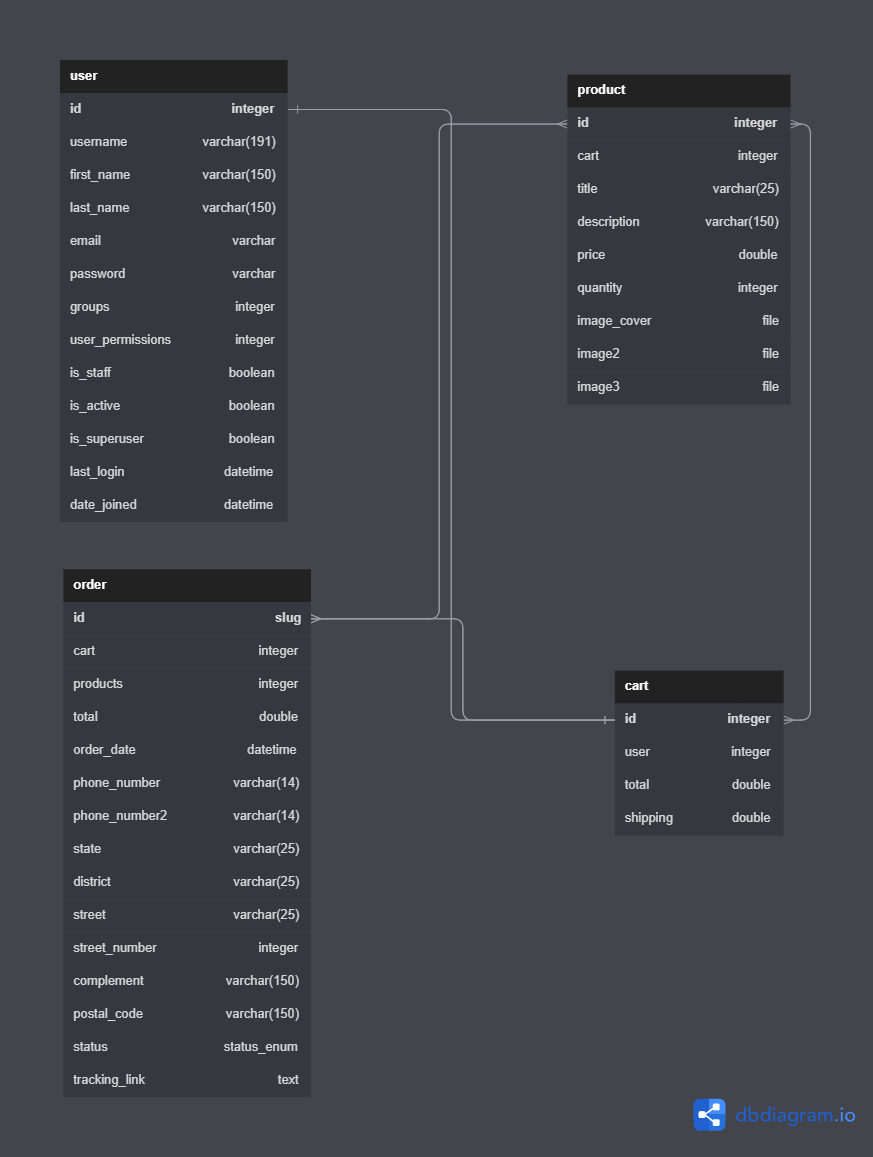 user
id integer
username varchar(191)
first_name varchar(150)
last_name varchar(150)
email varchar
password varchar
groups integer
user_permissions integer
is_staff boolean
is_active boolean
is_superuser boolean
last_login datetime
date_joined datetime
product
id integer
cart integer
title varchar(25)
description varchar(150)
price double
quantity integer
image_cover file
image2 file
image3 file
order
id slug
cart integer
products integer
total double
order_date datetime
phone_number varchar(14)
phone_number2 varchar(14)
state varchar(25)
district varchar(25)
street varchar(25)
street_number integer
complement varchar(150)
postal_code varchar(150)
status status_enum
tracking_link text
cart
id integer
user integer
total double
shipping double
dbdiagram.io